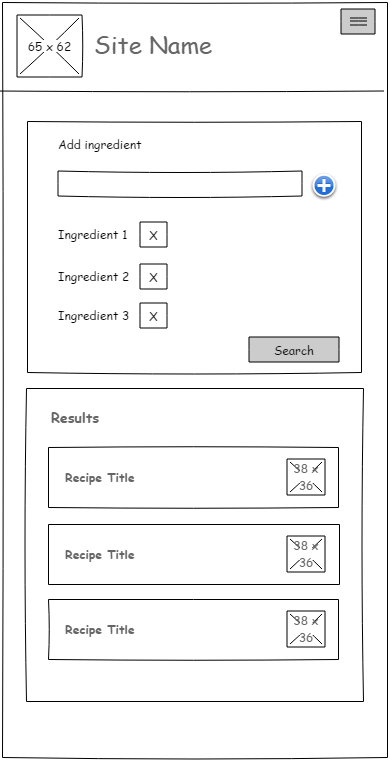 65 x 62
Site Name
Add ingredient
Ingredient 1
X
Ingredient 2
X
Ingredient 3
X
Search
Results
Recipe Title
38 x
36
Recipe Title
38 x
36
Recipe Title
38 x
36